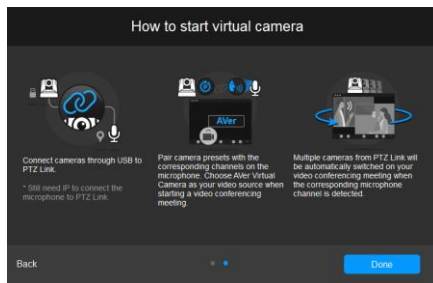 How to start virtual camera
AVer
Connect cameras through USB to
PTZ Link.
* Still need IP to connect the
microphone to PTZ Link.
Pair camera presets with the
corresponding channels on the
microphone. Choose AVer Virtual
Camera as your video source when
starting a video conferencing
meeting.
Multiple cameras from PTZ Link will
be automatically switched on your
video conferencing meeting when
the corresponding microphone
channel is detected.
Back
Done